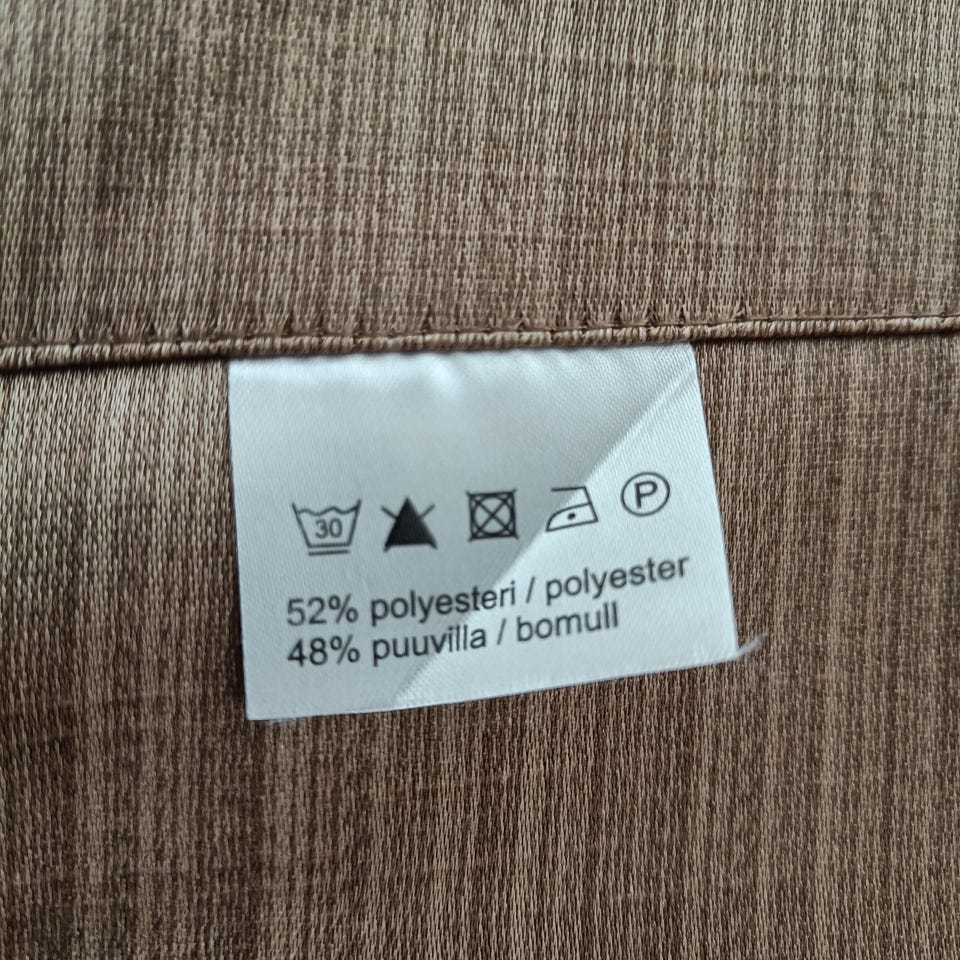 30 P
52% polyesteri / polyester
48% puuvilla / bomull